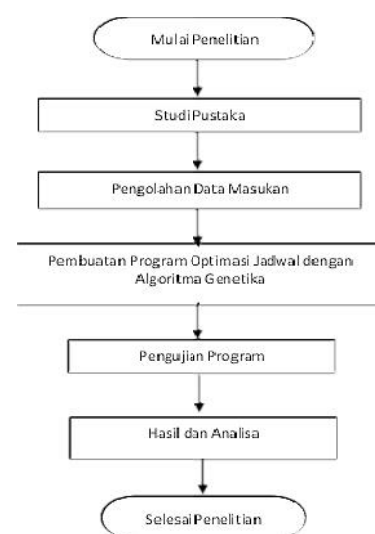 Mulai Penelitian
Studi Pustaka
Pengolahan Data Masukan
Pembuatan Program Optimasi Jadwal dengan
Algoritma Genetika
Pengujian Program
Hasil dan Analisa
Selesai Penelitian